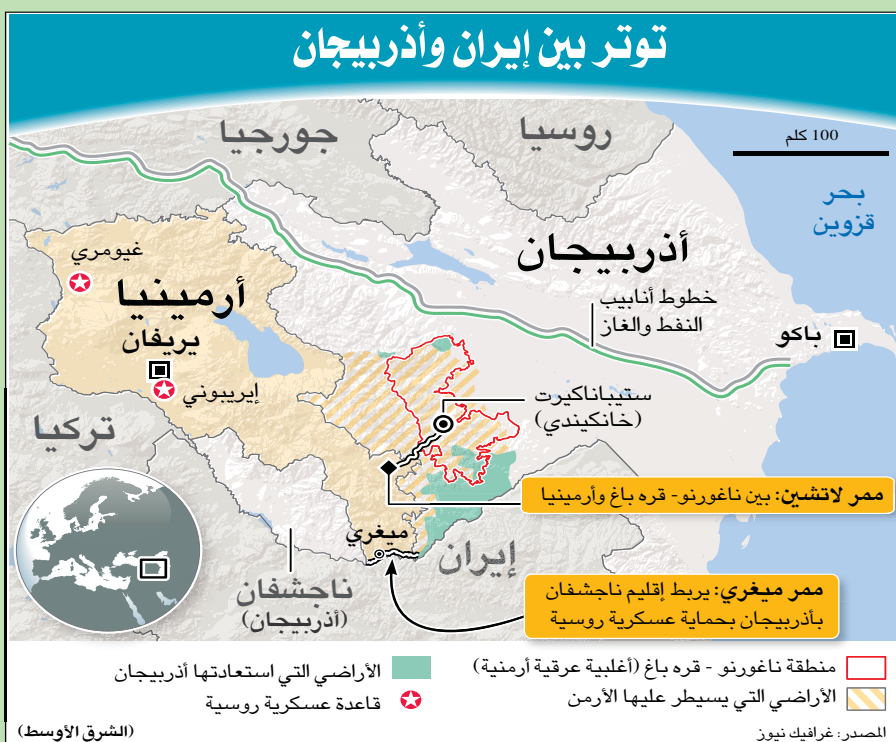 توتر بين إيران وأذربيجان
روسيا
جورجيا
100 كلم
بحر
قزوين
أذربيجان
غيومري
أرمينيا
خطوط أنابيب
النفط والغاز
باكو
يريفان
إيريبوني
ستيباناكيرت
(خانكيندي)
تركيا
ممر لاتشين: بين ناغورنو- قره باغ وأرمينيا
ميغري
إيران
ناجشفان
(أذربيجان)
ممر ميغري: يربط إقليم ناجشفان
بأذربيجان بحماية عسكرية روسية
منطقة ناغورنو - قره باغ (أغلبية عرقية أرمنية)
الأراضي التي استعادتها أذربيجان
الأراضي التي يسيطر عليها الأرمن
قاعدة عسكرية روسية
المصدر: غرافيك نيوز
(الشرق الأوسط)